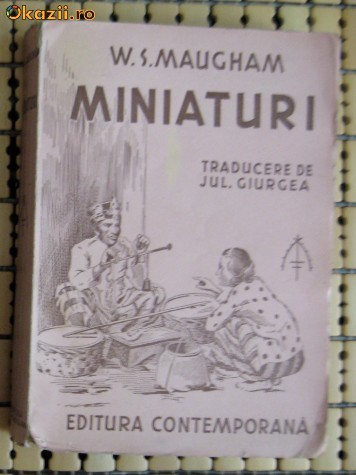 Okazii.ro
W. S. MAUGHAM
MINIATURI
TRADUCERE DE
JUL. GIURGEA
EDITURA CONTEMPORANĂ